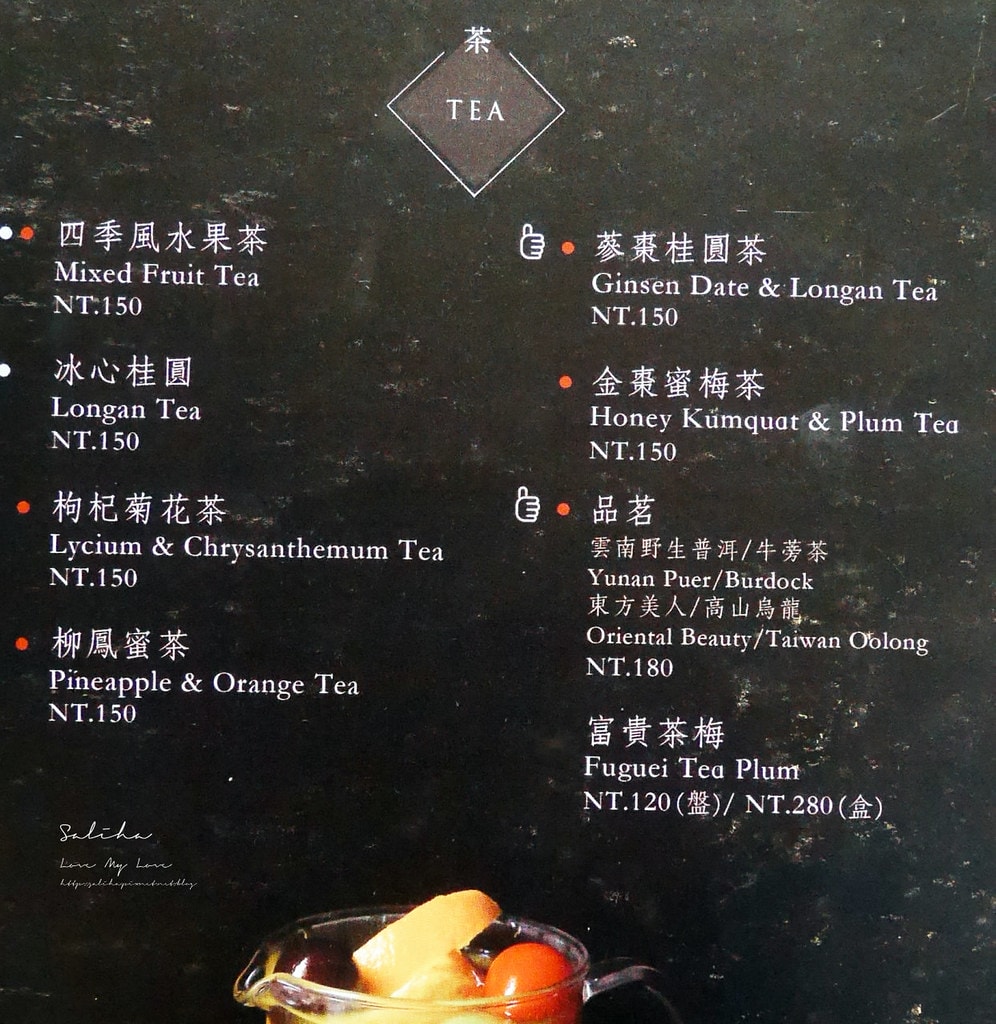 茶
TEA
四季風水果茶
Mixed Fruit Tea
NT.150
冰心桂圓
Longan Tea
NT.150
枸杞菊花茶
Lycium & Chrysanthemum Tea
NT.150
柳鳳蜜茶
Pineapple & Orange Tea
NT.150
蔘棗桂圓茶
Ginsen Date & Longan Tea
NT.150
金棗蜜梅茶
Honey Kumquat & Plum Tea
NT.150
品茗
雲南野生普洱/牛蒡茶
Yunan Puer/Burdock
東方美人/高山烏龍
Oriental Beauty/Taiwan Oolong
NT.180
富貴茶梅
Fuguei Tea Plum
NT.120(盤)/ NT.280(盒)
Saliha
Love My Love